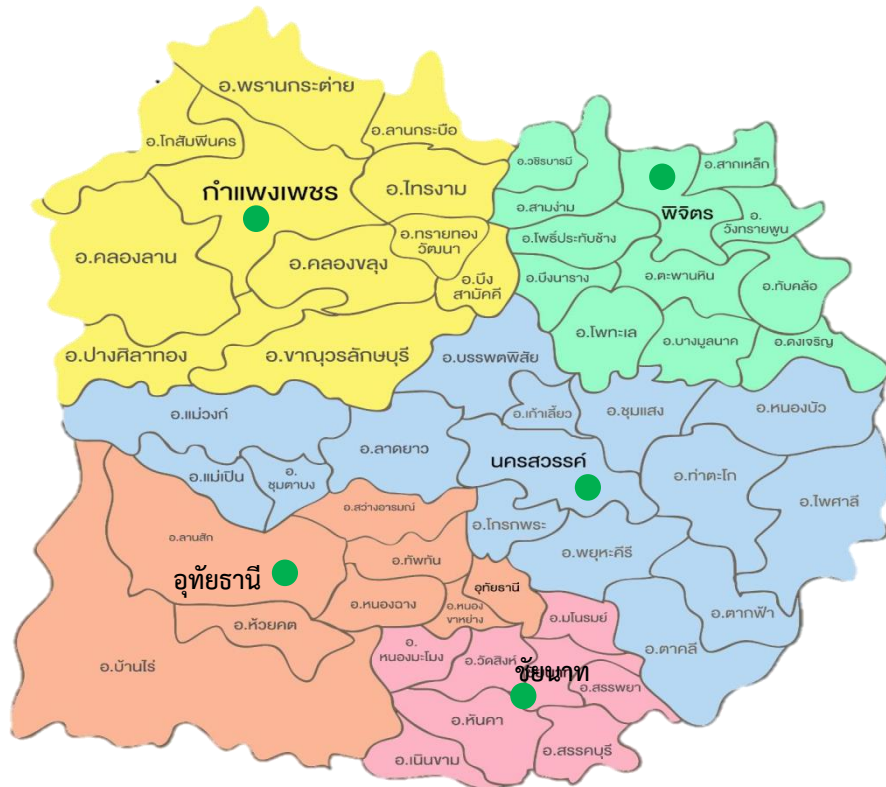 อ.พรานกระต่าย
อ.ลานกระบือ
อ.โกสัมพีนคร
กำแพงเพชร
อ.ไทรงาม
อ.ทรายทอง
วัฒนา
อ.คลองลาน
อ.คลองขลุง
อ.บึง
สามัคคี
อ.ปางศิลาทอง
อ.ขาณุวรลักษบุรี
อ.วชิรบารมี
อ.สากเหล็ก
อ.สามง่าม
พิจิตร
อ.
วังทรายพูน
อ.โพธิ์ประทับช้าง
อ.บึงนาราง
อ.ตะพานหิน
อ.ทับคล้อ
อ.โพทะเล
อ.บางมูลนาค
อ.ดงเจริญ
อ.บรรพตพิสัย
อ.แม่วงก์
อ.เก้าเลี้ยว
อ.ชุมแสง
อ.หนองบัว
อ.ลาดยาว
นครสวรรค์
อ.แม่เปิน
อ.
ชุมตาบง
อ.ท่าตะโก
อ.ไพศาลี
อ.โกรกพระ
อ.พยุหะคีรี
อ.ตากฟ้า
อ.ตาคลี
อ.สว่างอารมณ์
อ.ลานสัก
อ.ทัพทัน
อุทัยธานี
อุทัยธานี
อ.หนองฉาง
อ.หนอง
ขาหย่าง
อ.ห้วยคต
อ.บ้านไร่
อ.มโนรมย์
อ.
หนองมะโมง
อ.วัดสิงห์
ชัยนาท
อ.สรรพยา
อ.หันคา
อ.สรรคบุรี
อ.เนินขาม